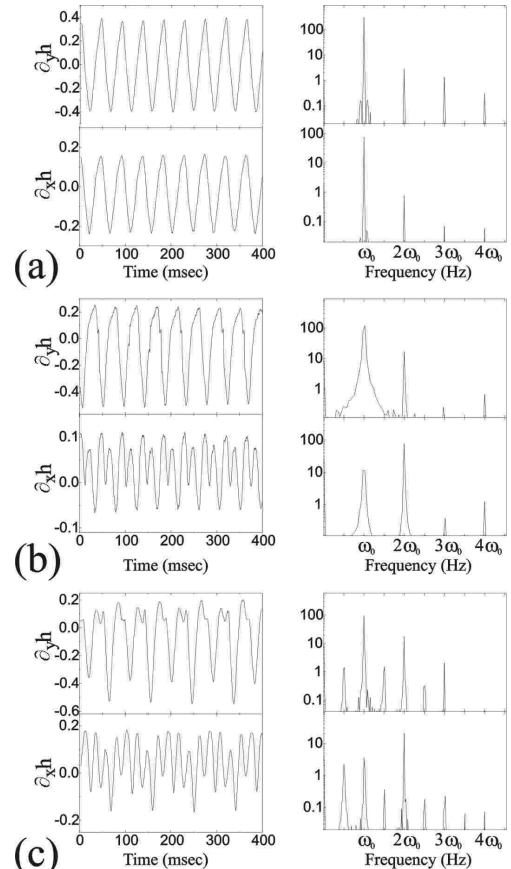 0.4
0.2
0.0
-0.2
-0.4
∂yh
0.2
0.0
-0.2
∂xh
0 100 200 300 400
Time (msec)
100
10
1
0.1
100
10
1
0.1
ω₀ 2ω₀ 3ω₀ 4ω₀
Frequency (Hz)
(a)
0.2
0.0
-0.2
-0.4
∂yh
0.1
0.0
-0.1
∂xh
0 100 200 300 400
Time (msec)
100
10
1
100
10
1
ω₀ 2ω₀ 3ω₀ 4ω₀
Frequency (Hz)
(b)
0.2
0.0
-0.2
-0.4
-0.6
∂yh
0.2
0.0
-0.2
∂xh
0 100 200 300 400
Time (msec)
100
10
1
0.1
10
1
0.1
ω₀ 2ω₀ 3ω₀ 4ω₀
Frequency (Hz)
(c)